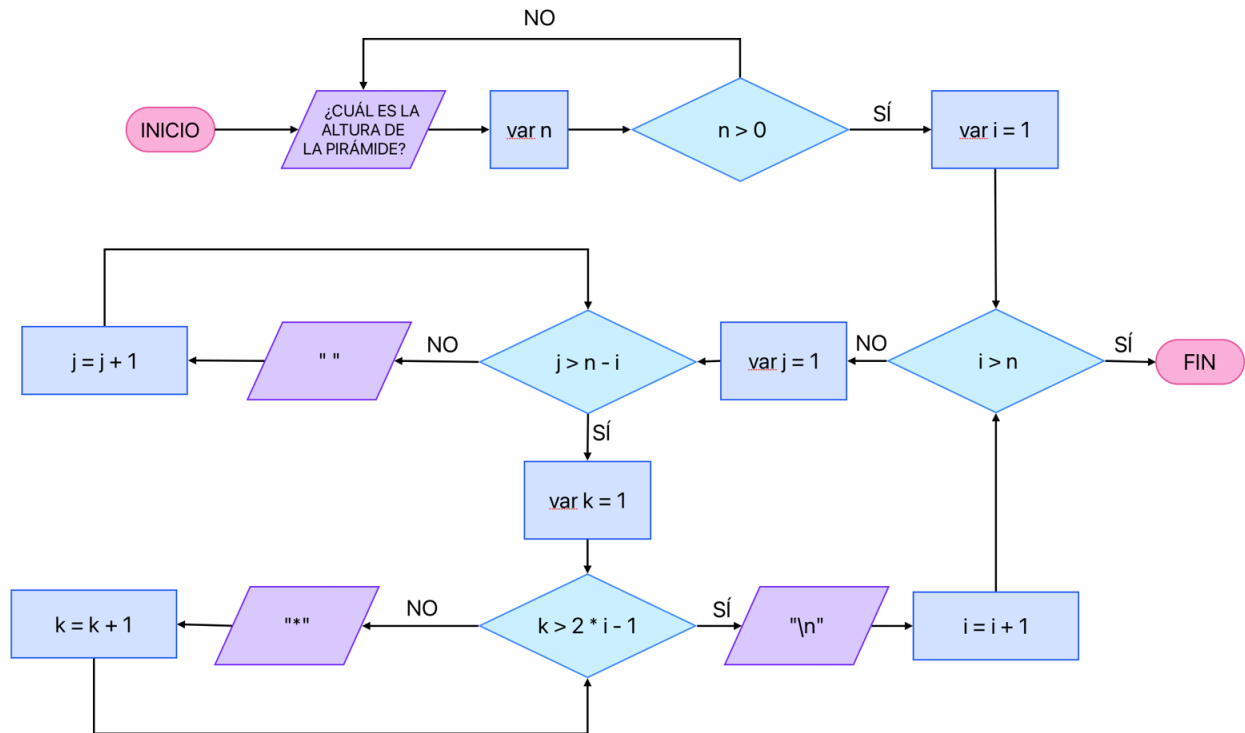 NO
INICIO
¿CUÁL ES LA
ALTURA DE
LA PIRÁMIDE?
var n
n > 0
SÍ
var i = 1
j = j + 1
" "
NO
j > n - i
var j = 1
NO
i > n
SÍ
FIN
SÍ
var k = 1
k = k + 1
"*"
NO
k > 2 * i - 1
SÍ
"\n"
i = i + 1